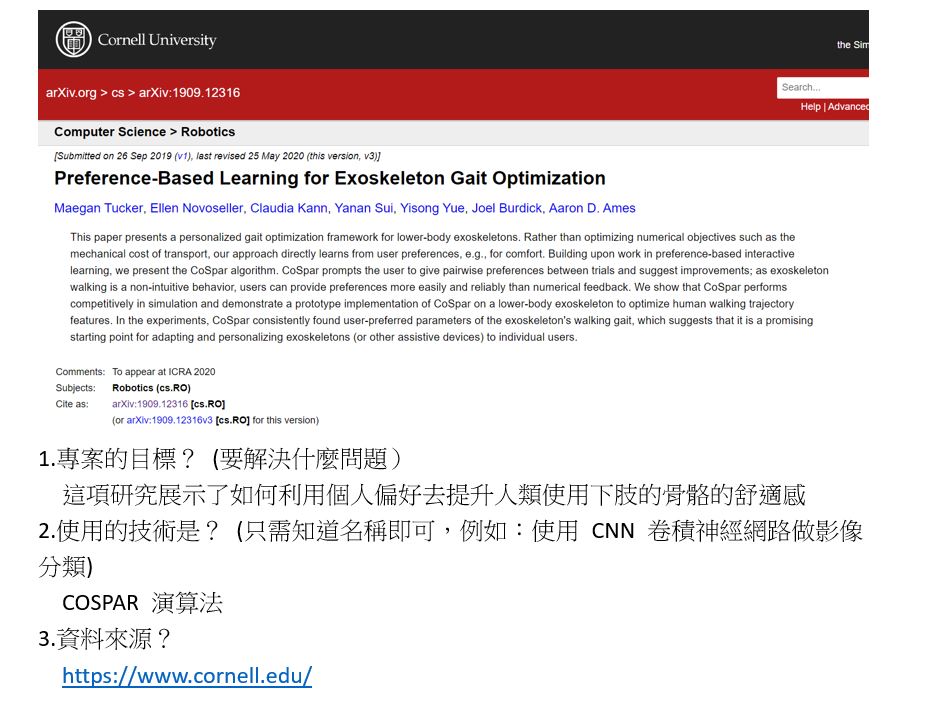 Cornell University
the Sim
arXiv.org > cs > arXiv:1909.12316
Search...
Help | Advanced
Computer Science > Robotics
[Submitted on 26 Sep 2019 (v1), last revised 25 May 2020 (this version, v3)]
Preference-Based Learning for Exoskeleton Gait Optimization
Maegan Tucker, Ellen Novoseller, Claudia Kann, Yanan Sui, Yisong Yue, Joel Burdick, Aaron D. Ames
This paper presents a personalized gait optimization framework for lower-body exoskeletons. Rather than optimizing numerical objectives such as the
mechanical cost of transport, our approach directly learns from user preferences, e.g., for comfort. Building upon work in preference-based interactive
learning, we present the CoSpar algorithm. CoSpar prompts the user to give pairwise preferences between trials and suggest improvements; as exoskeleton
walking is a non-intuitive behavior, users can provide preferences more easily and reliably than numerical feedback. We show that CoSpar performs
competitively in simulation and demonstrate a prototype implementation of CoSpar on a lower-body exoskeleton to optimize human walking trajectory
features. In the experiments, CoSpar consistently found user-preferred parameters of the exoskeleton's walking gait, which suggests that it is a promising
starting point for adapting and personalizing exoskeletons (or other assistive devices) to individual users.
Comments: To appear at ICRA 2020
Subjects: Robotics (cs.RO)
Cite as: arXiv:1909.12316 [cs.RO]
(or arXiv:1909.12316v3 [cs.RO] for this version)
1.專案的目標？ (要解決什麼問題）
這項研究展示了如何利用個人偏好去提升人類使用下肢的骨骼的舒適感
2.使用的技術是？ (只需知道名稱即可，例如：使用 CNN 卷積神經網路做影像
分類)
COSPAR 演算法
3.資料來源？
https://www.cornell.edu/